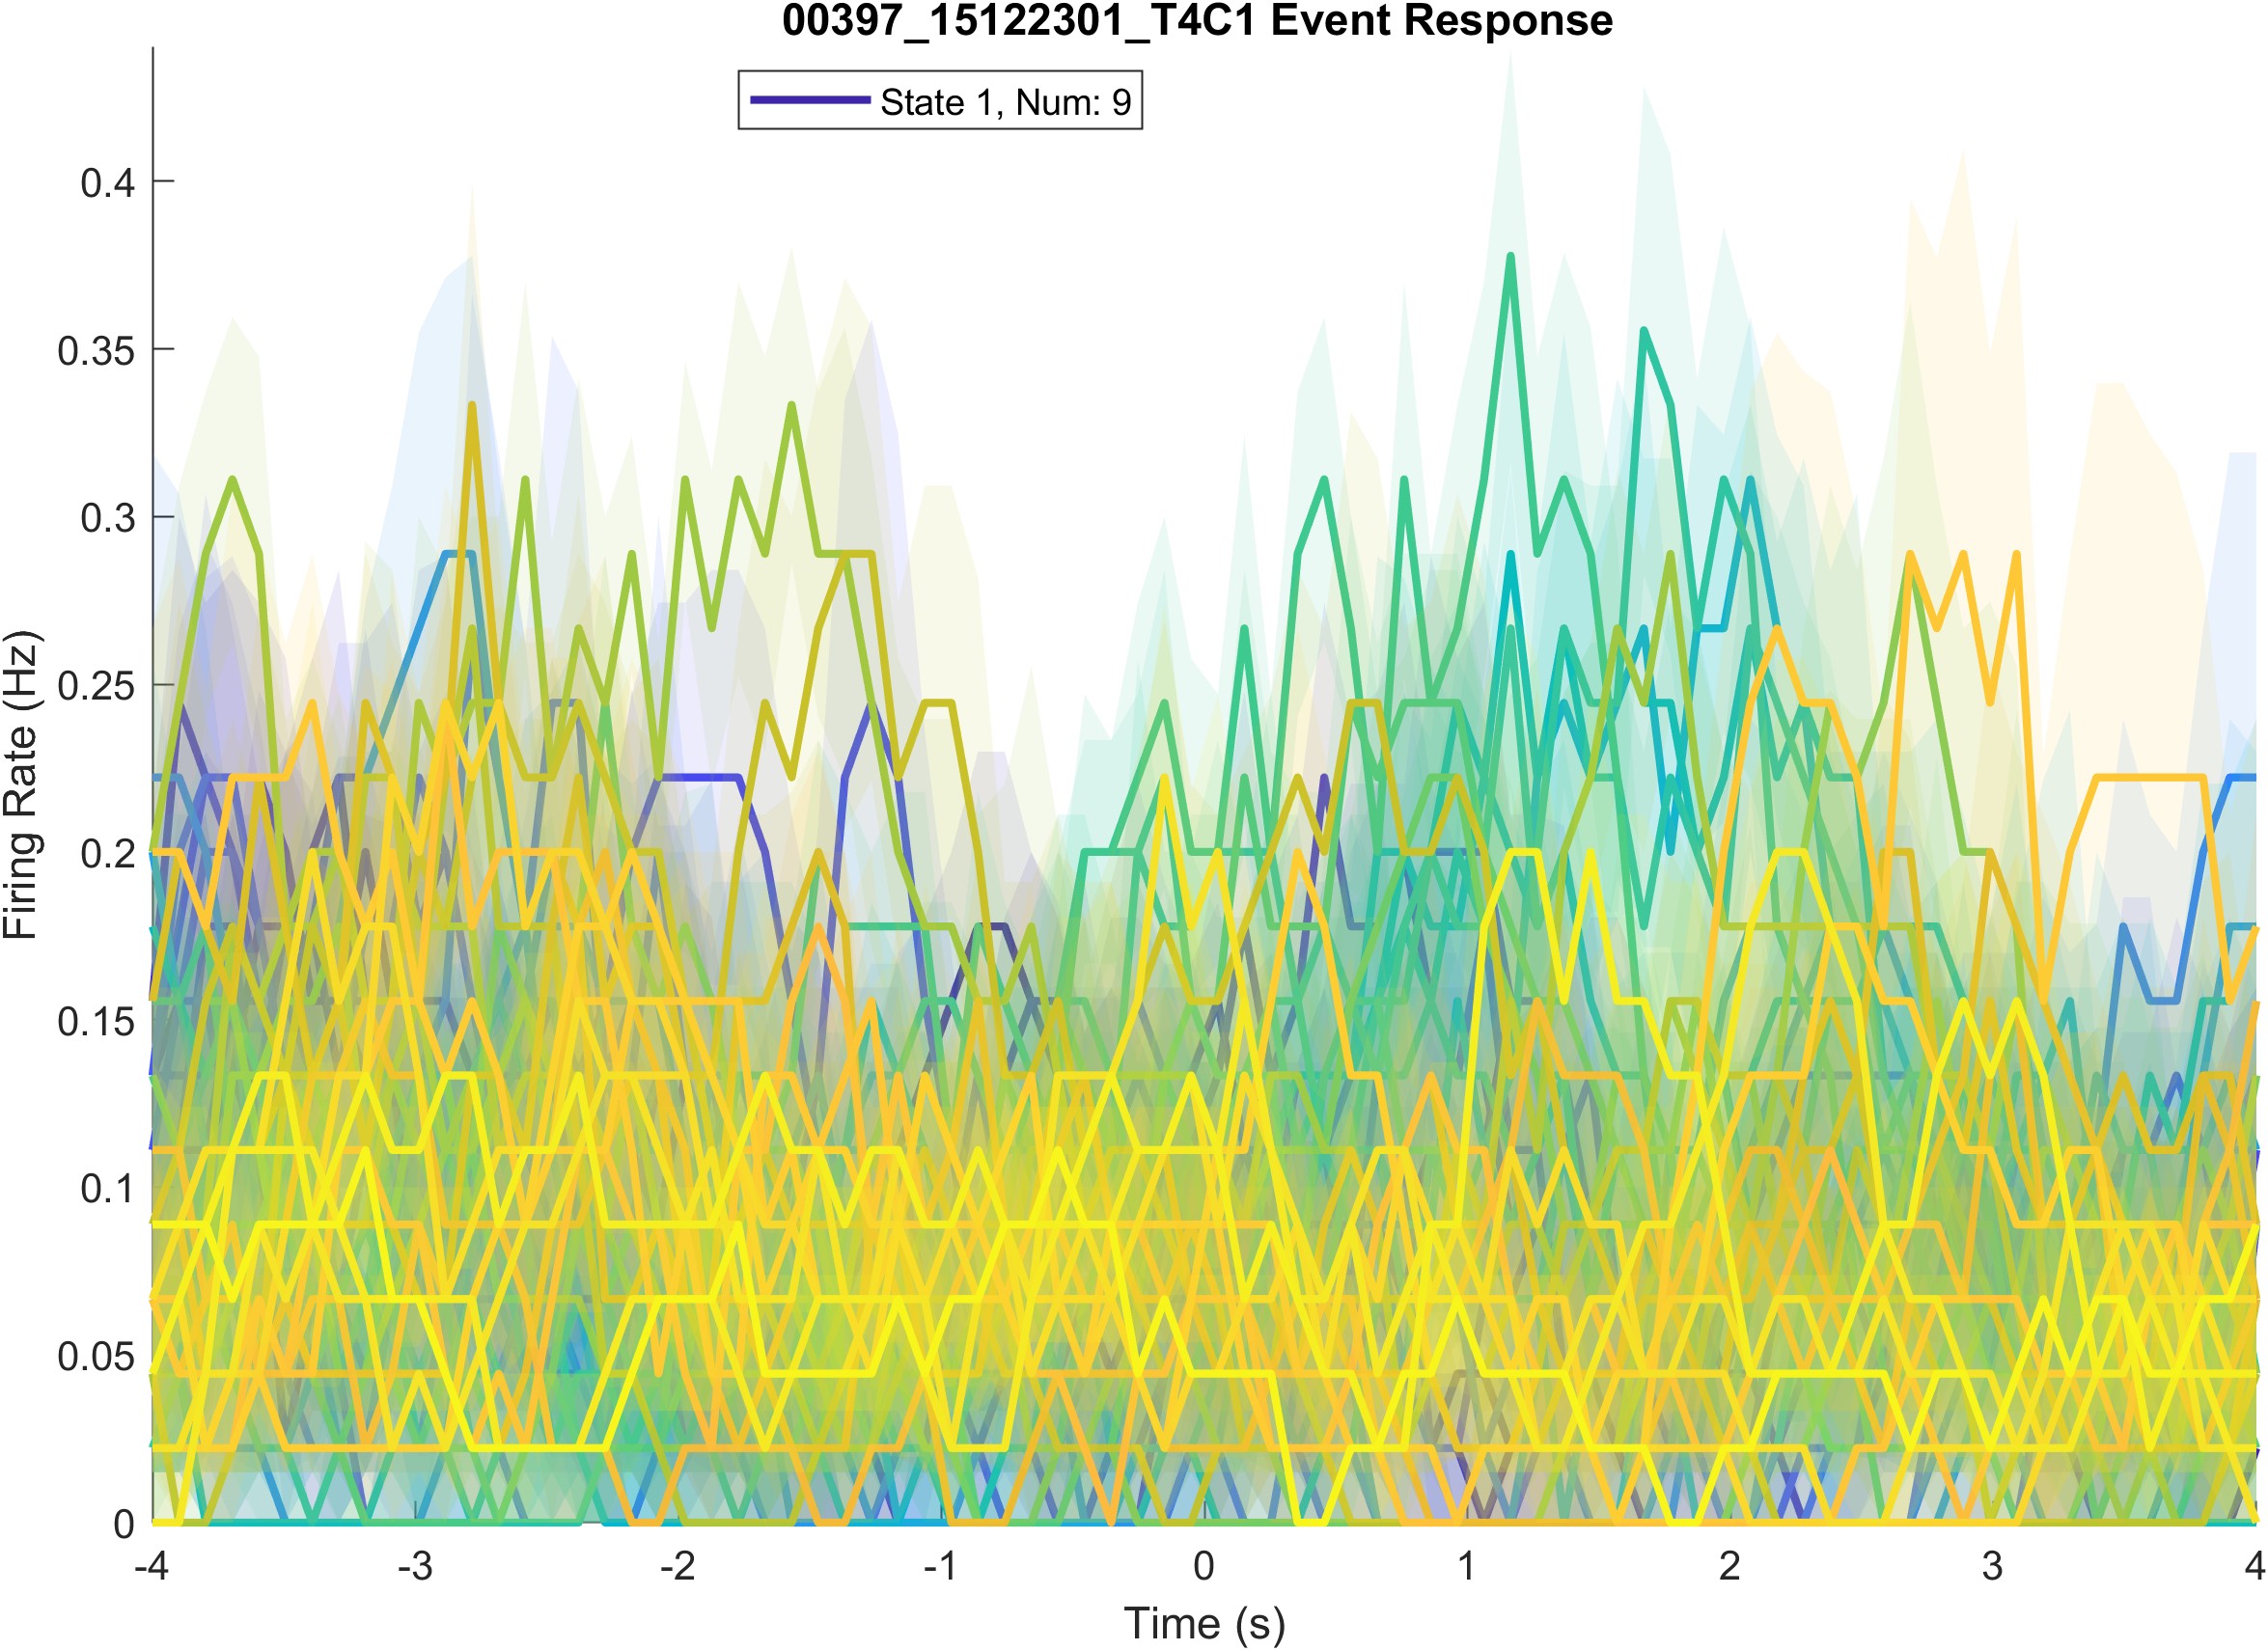 00397_15122301_T4C1 Event Response
State 1, Num: 9
0.4
0.35
0.3
0.25
0.2
0.15
0.1
0.05
0
Firing Rate (Hz)
-4 -3 -2 -1 0 1 2 3 4
Time (s)